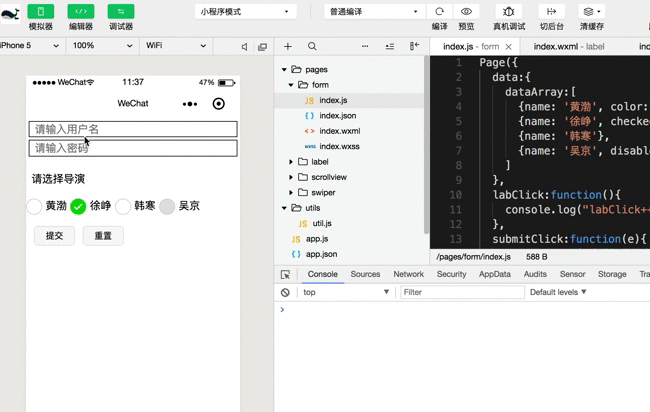 小程序模式
普通编译
模拟器 编辑器 调试器
编译 预览 真机调试 切后台 清缓存
iPhone 5 100% WiFi
index.js - form index.wxml - label
WeChat 11:37 47%
WeChat
请输入用户名
请输入密码
请选择导演
黄渤 徐峥 韩寒 吴京
提交 重置
pages
form
JS index.js
{ } index.json
< > index.wxml
wxss index.wxss
label
scrollview
swiper
utils
JS util.js
JS app.js
{ } app.json
1 Page({
2 data:{
3 dataArray:[
4 {name: '黄渤', color:
5 {name: '徐峥', checke
6 {name: '韩寒'},
7 {name: '吴京', disabl
8 ]
9 },
10 labClick:function(){
11 console.log("labClick++
12 },
13 submitClick:function(e){
/pages/form/index.js 588 B
Console Sources Network Security AppData Audits Sensor Storage
top Filter Default levels